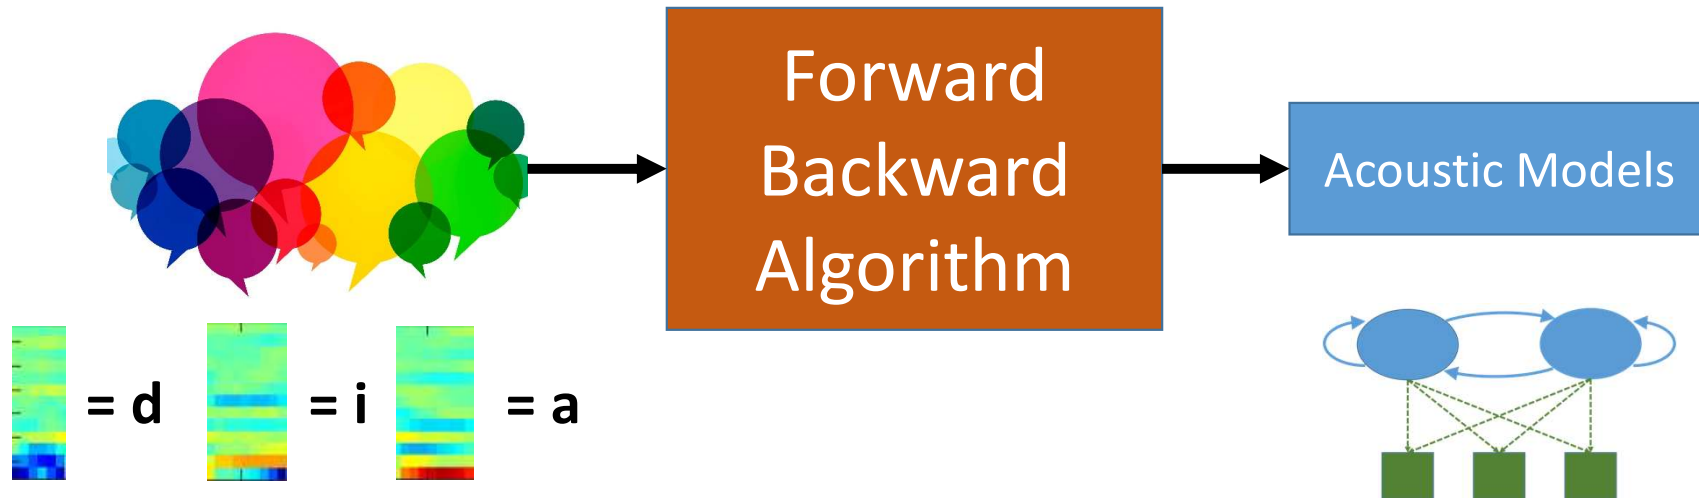 Forward
Backward
Algorithm
Acoustic Models
= d
= i
= a